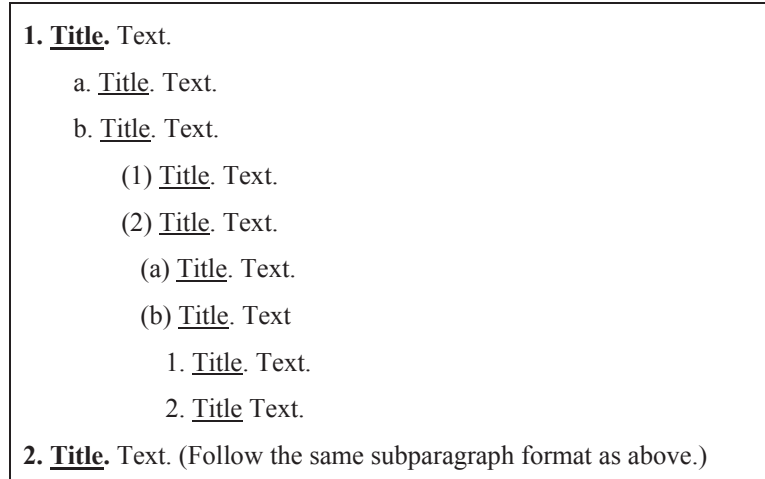 1. Title. Text.
a. Title. Text.
b. Title. Text.
(1) Title. Text.
(2) Title. Text.
(a) Title. Text.
(b) Title. Text
1. Title. Text.
2. Title Text.
2. Title. Text. (Follow the same subparagraph format as above.)